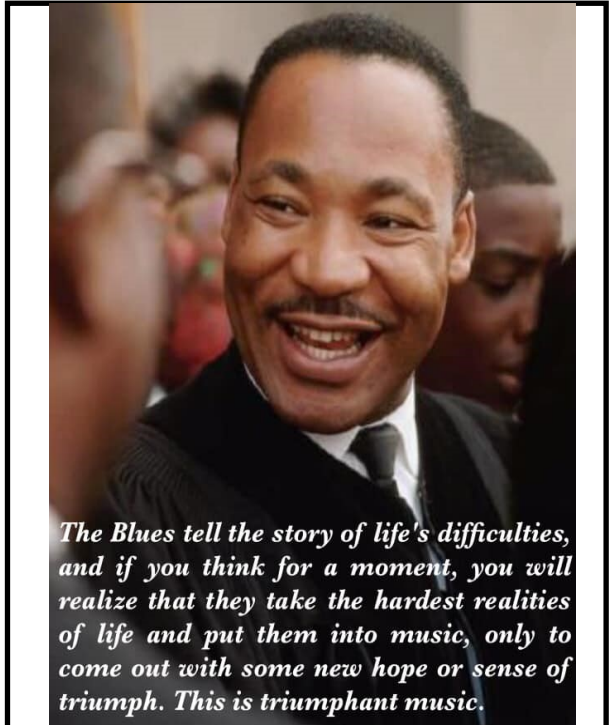 The Blues tell the story of life's difficulties,
and if you think for a moment, you will
realize that they take the hardest realities
of life and put them into music, only to
come out with some new hope or sense of
triumph. This is triumphant music.